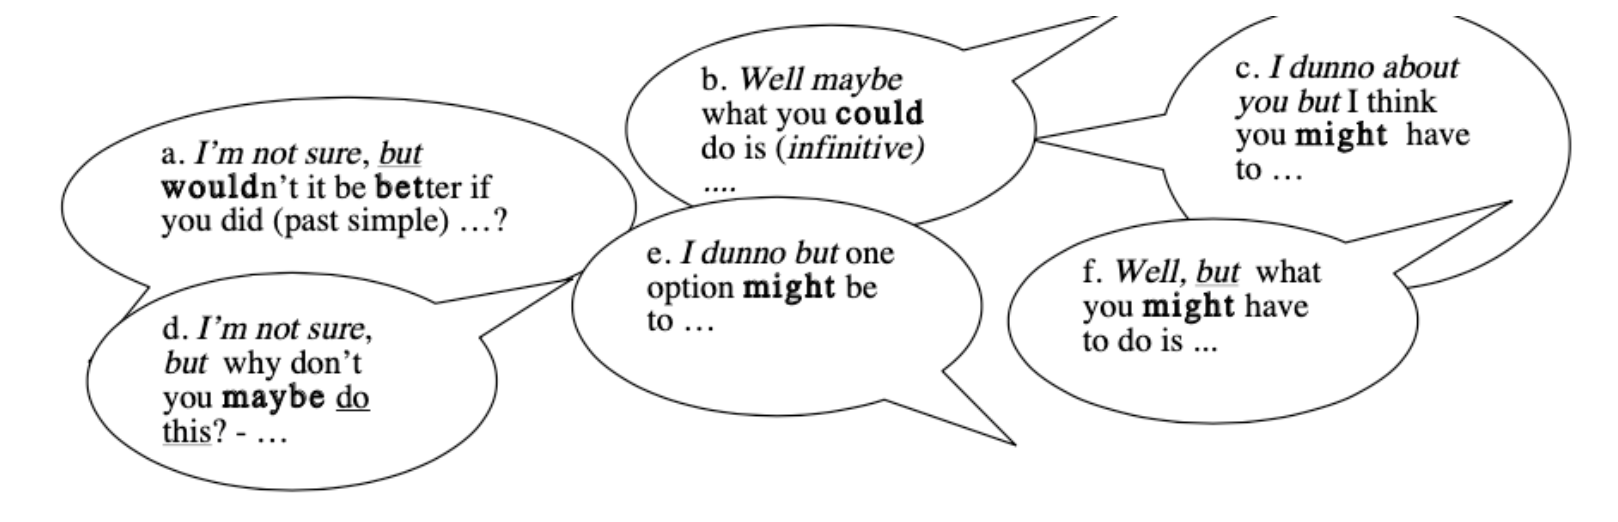 a. I'm not sure, but
wouldn't it be better if
you did (past simple) …?
b. Well maybe
what you could
do is (infinitive)
....
c. I dunno about
you but I think
you might have
to …
d. I'm not sure,
but why don't
you maybe do
this? - …
e. I dunno but one
option might be
to …
f. Well, but what
you might have
to do is ...